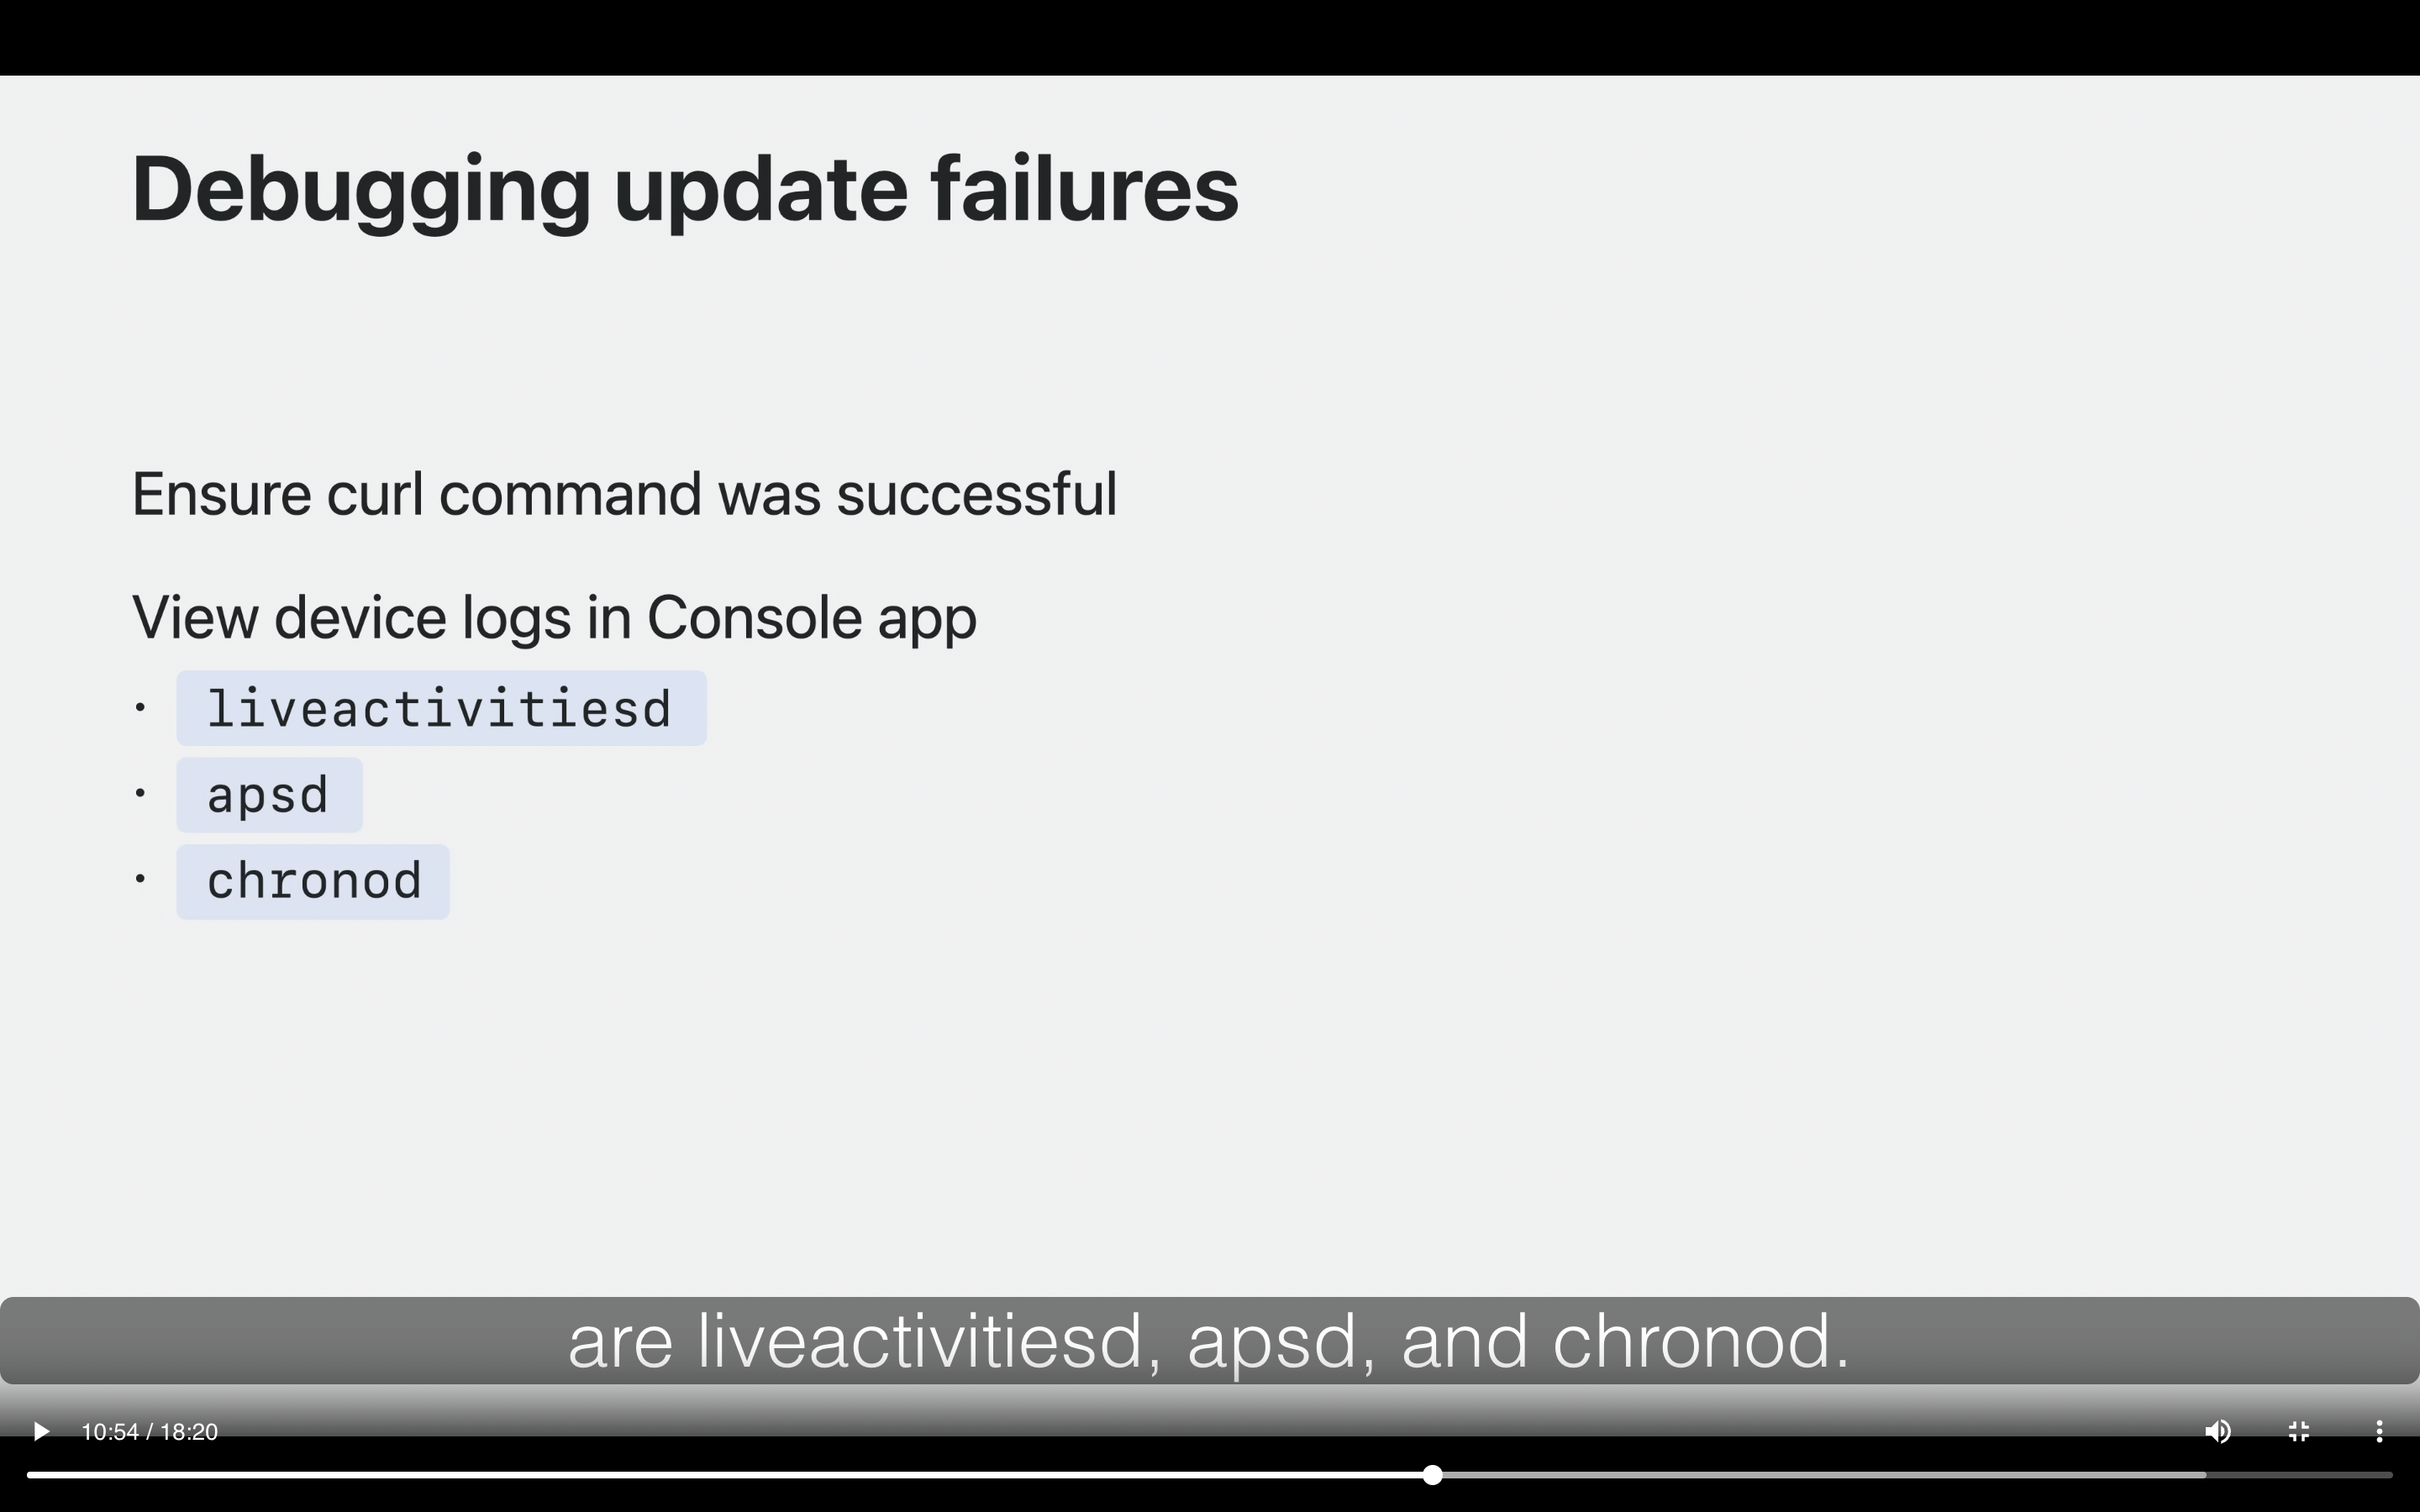 Debugging update failures
Ensure curl command was successful
View device logs in Console app
• liveactivitiesd
• apsd
• chronod
are liveactivitiesd, apsd, and chronod.
10:54 / 18:20